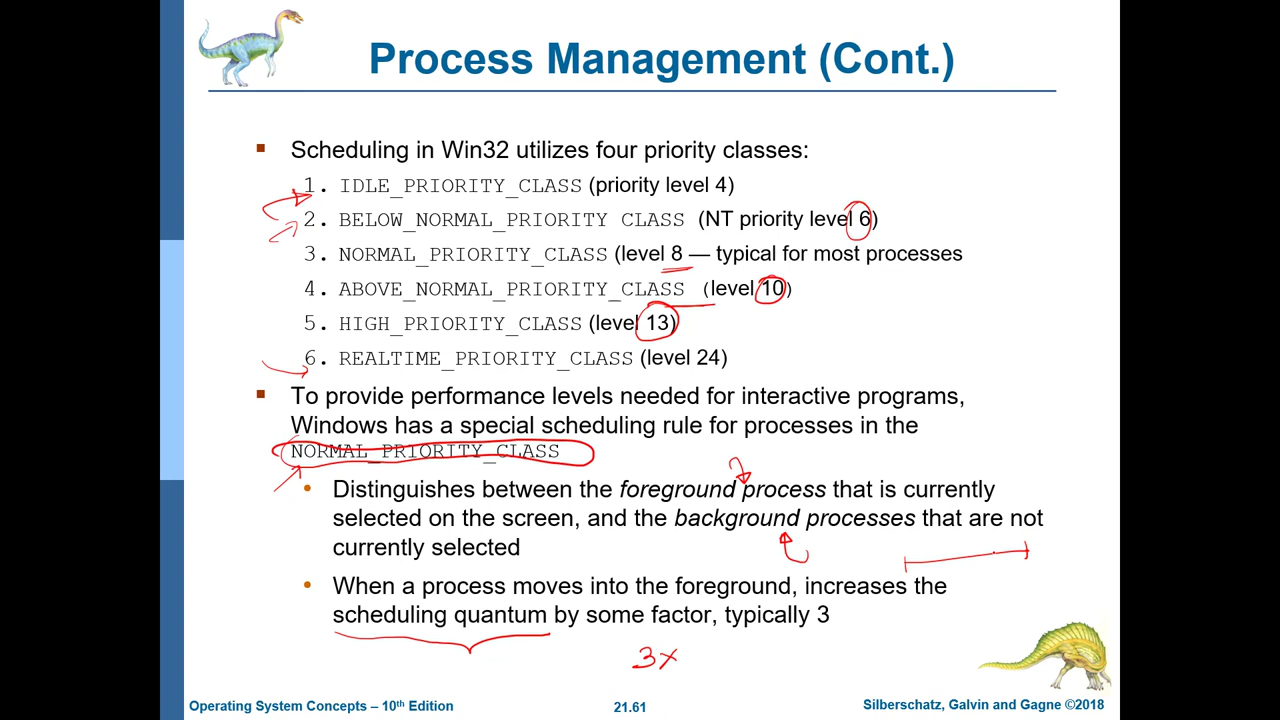 Process Management (Cont.)
▪ Scheduling in Win32 utilizes four priority classes:
1. IDLE_PRIORITY_CLASS (priority level 4)
2. BELOW_NORMAL_PRIORITY CLASS (NT priority level 6)
3. NORMAL_PRIORITY_CLASS (level 8 — typical for most processes
4. ABOVE_NORMAL_PRIORITY_CLASS (level 10)
5. HIGH_PRIORITY_CLASS (level 13)
6. REALTIME_PRIORITY_CLASS (level 24)
▪ To provide performance levels needed for interactive programs,
Windows has a special scheduling rule for processes in the
NORMAL_PRIORITY_CLASS
• Distinguishes between the foreground process that is currently
selected on the screen, and the background processes that are not
currently selected
• When a process moves into the foreground, increases the
scheduling quantum by some factor, typically 3
3x
Operating System Concepts – 10th Edition
21.61
Silberschatz, Galvin and Gagne ©2018